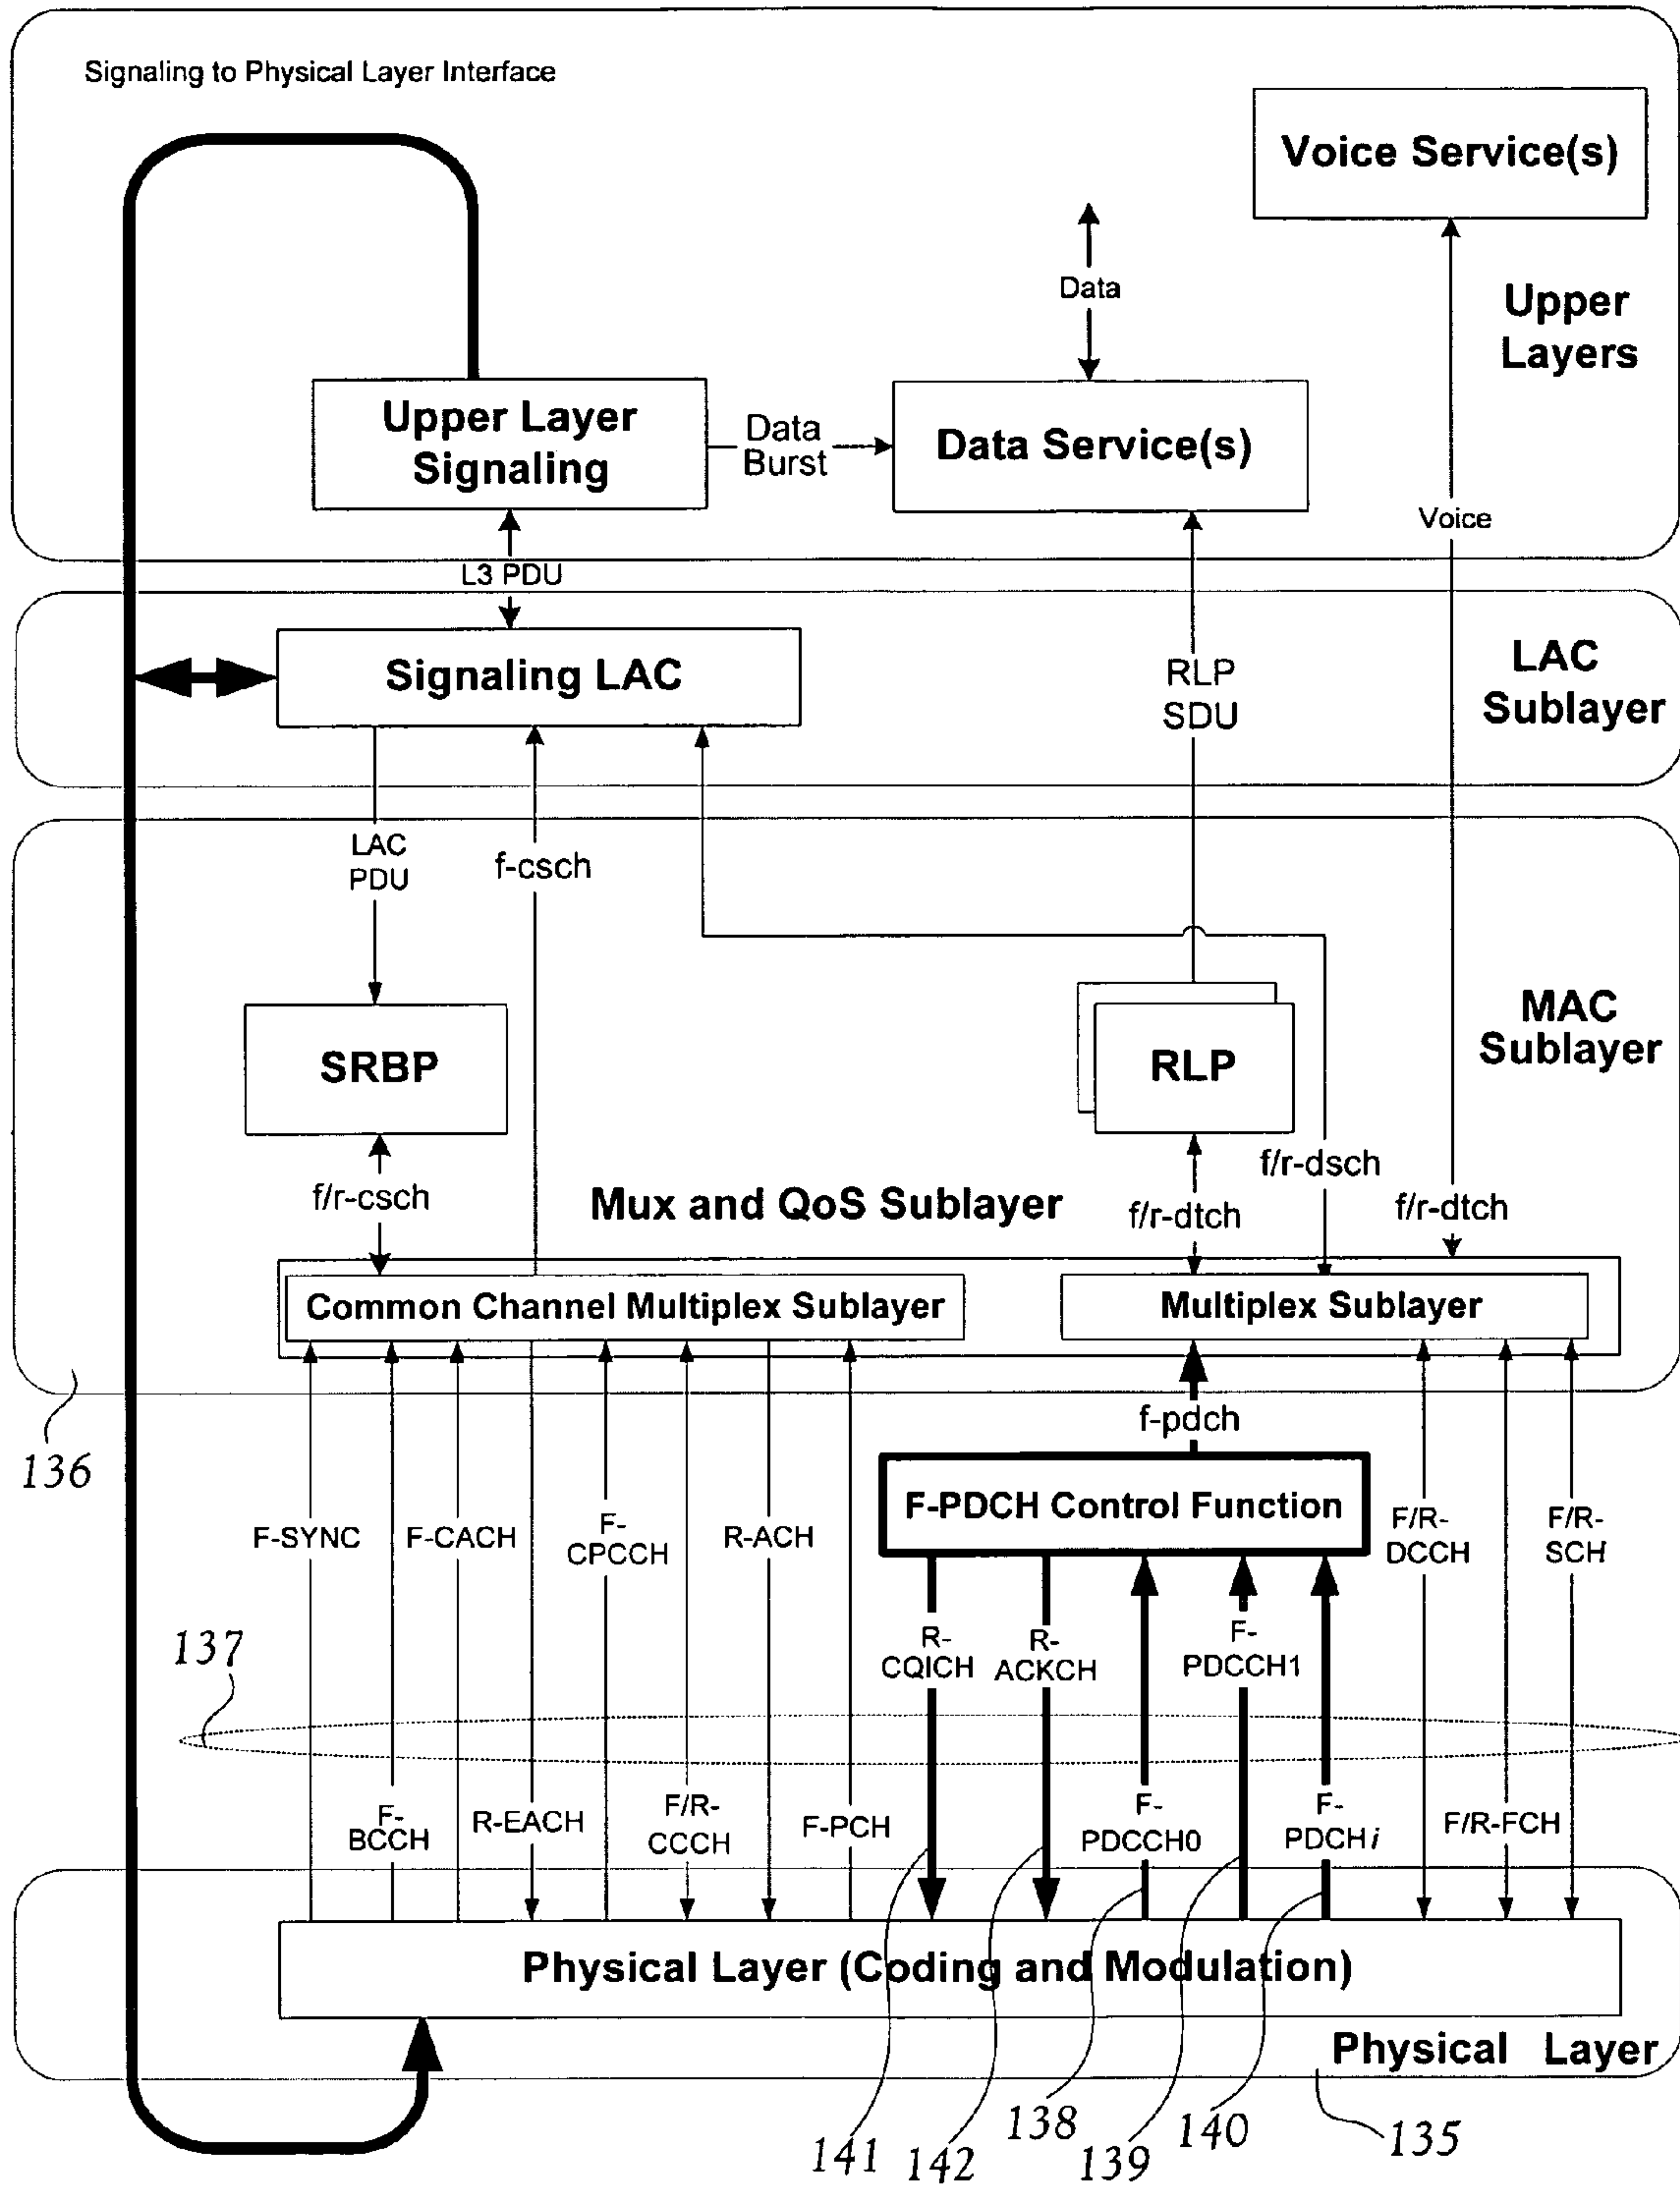 Signaling to Physical Layer Interface
Voice Service(s)
Data
Upper
Layers
Upper Layer
Signaling
Data
Burst
Data Service(s)
Voice
L3 PDU
Signaling LAC
RLP
SDU
LAC
Sublayer
LAC
PDU
f-csch
MAC
Sublayer
SRBP
RLP
f/r-csch
Mux and QoS Sublayer
f/r-dtch
f/r-dsch
f/r-dtch
Common Channel Multiplex Sublayer
Multiplex Sublayer
136
f-pdch
F-PDCH Control Function
F-SYNC
F-CACH
F-
CPCCH
R-ACH
F/R-
DCCH
F/R-
SCH
137
R-
CQICH
R-
ACKCH
F-
PDCCH1
F-
BCCH
R-EACH
F/R-
CCCH
F-PCH
F-
PDCCH0
F-
PDCHi
F/R-FCH
Physical Layer (Coding and Modulation)
Physical Layer
141
142
138
139
140
135